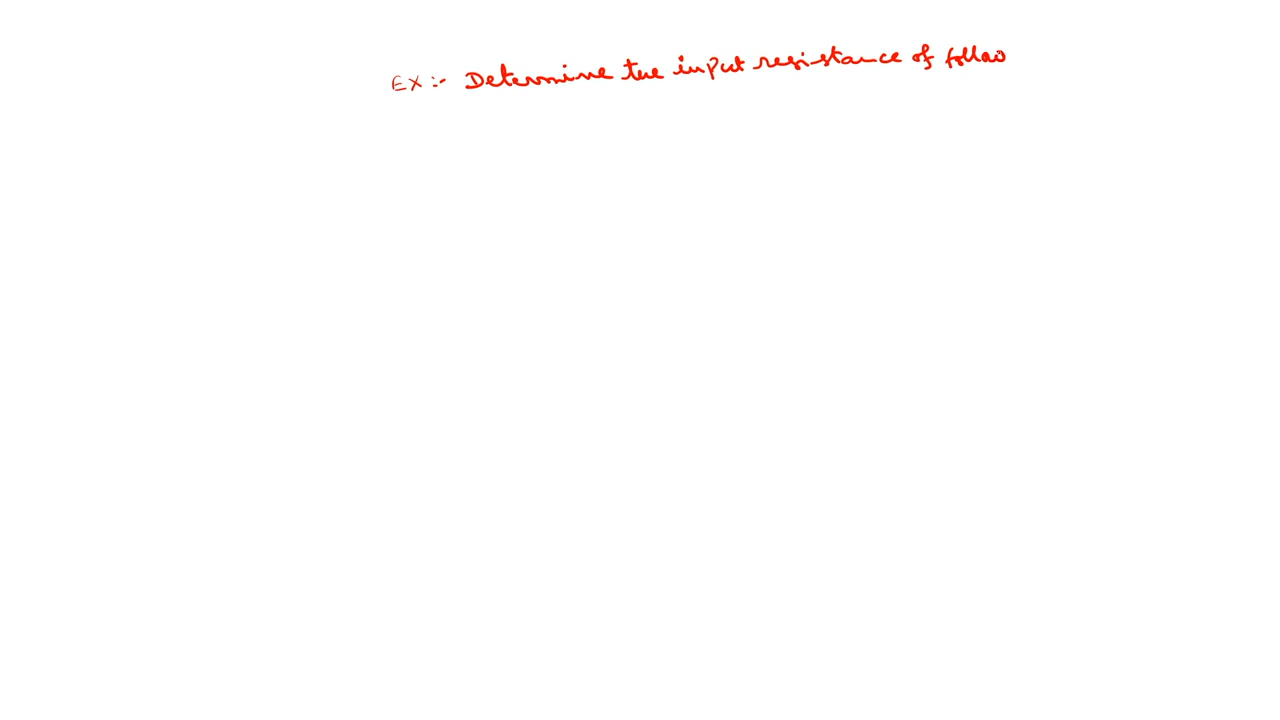 EX :- Determine the input resistance of follow